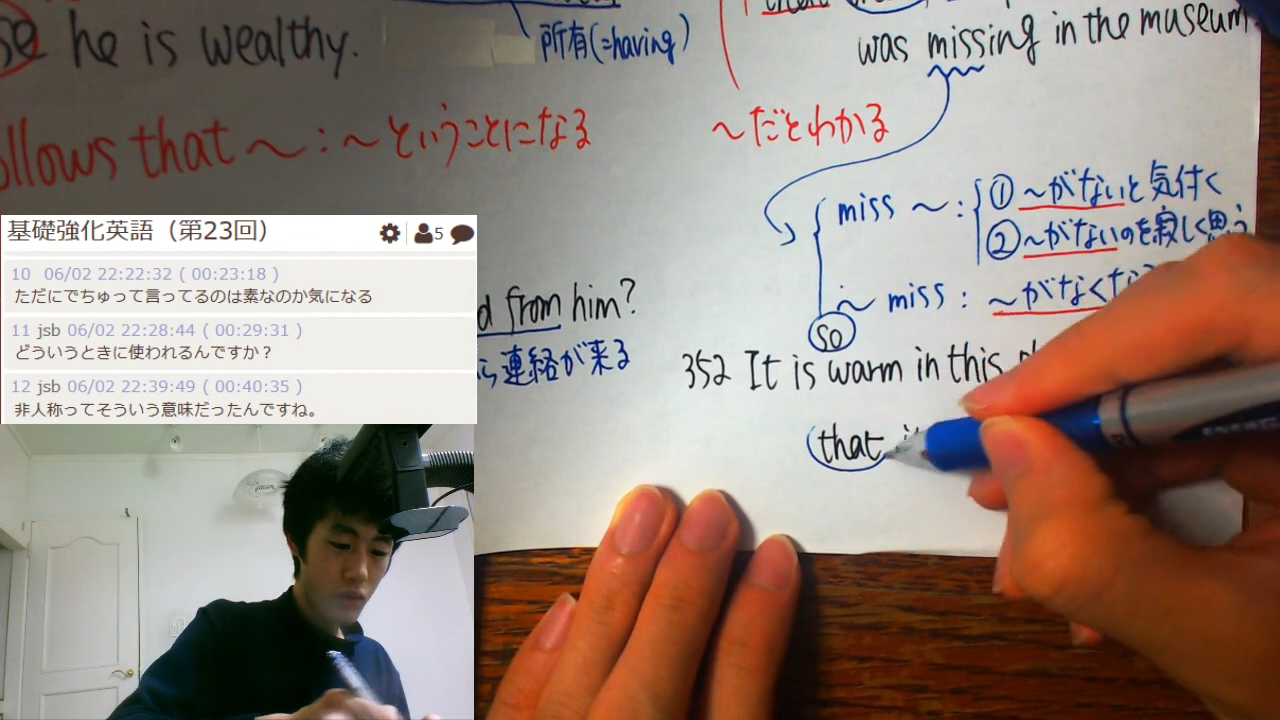 he is wealthy.
所有(=having)
was missing in the museum.
ollows that ～:～ということになる
～だとわかる
miss ～:
①～がないと気付く
②～がないのを寂しく思う
～ miss: ～がなくな
so
d from him?
ら連絡が来る
352 It is warm in this
(that
基礎強化英語（第23回）
5
10 06/02 22:22:32 ( 00:23:18 )
ただにでちゅって言ってるのは素なのか気になる
11 jsb 06/02 22:28:44 ( 00:29:31 )
どういうときに使われるんですか？
12 jsb 06/02 22:39:49 ( 00:40:35 )
非人称ってそういう意味だったんですね。